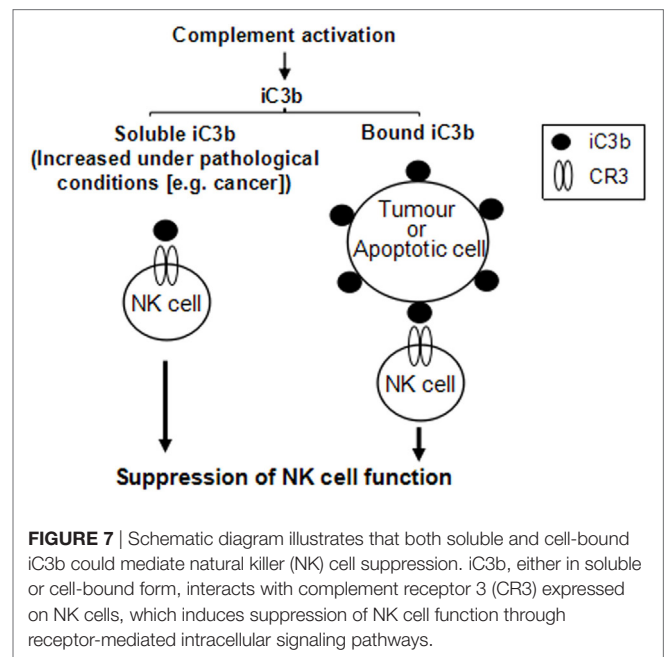 Complement activation
iC3b
Soluble iC3b
(Increased under pathological
conditions [e.g. cancer])
NK cell
Bound iC3b
Tumour
or
Apoptotic cell
NK cell
iC3b
CR3
Suppression of NK cell function
FIGURE 7 | Schematic diagram illustrates that both soluble and cell-bound
iC3b could mediate natural killer (NK) cell suppression. iC3b, either in soluble
or cell-bound form, interacts with complement receptor 3 (CR3) expressed
on NK cells, which induces suppression of NK cell function through
receptor-mediated intracellular signaling pathways.